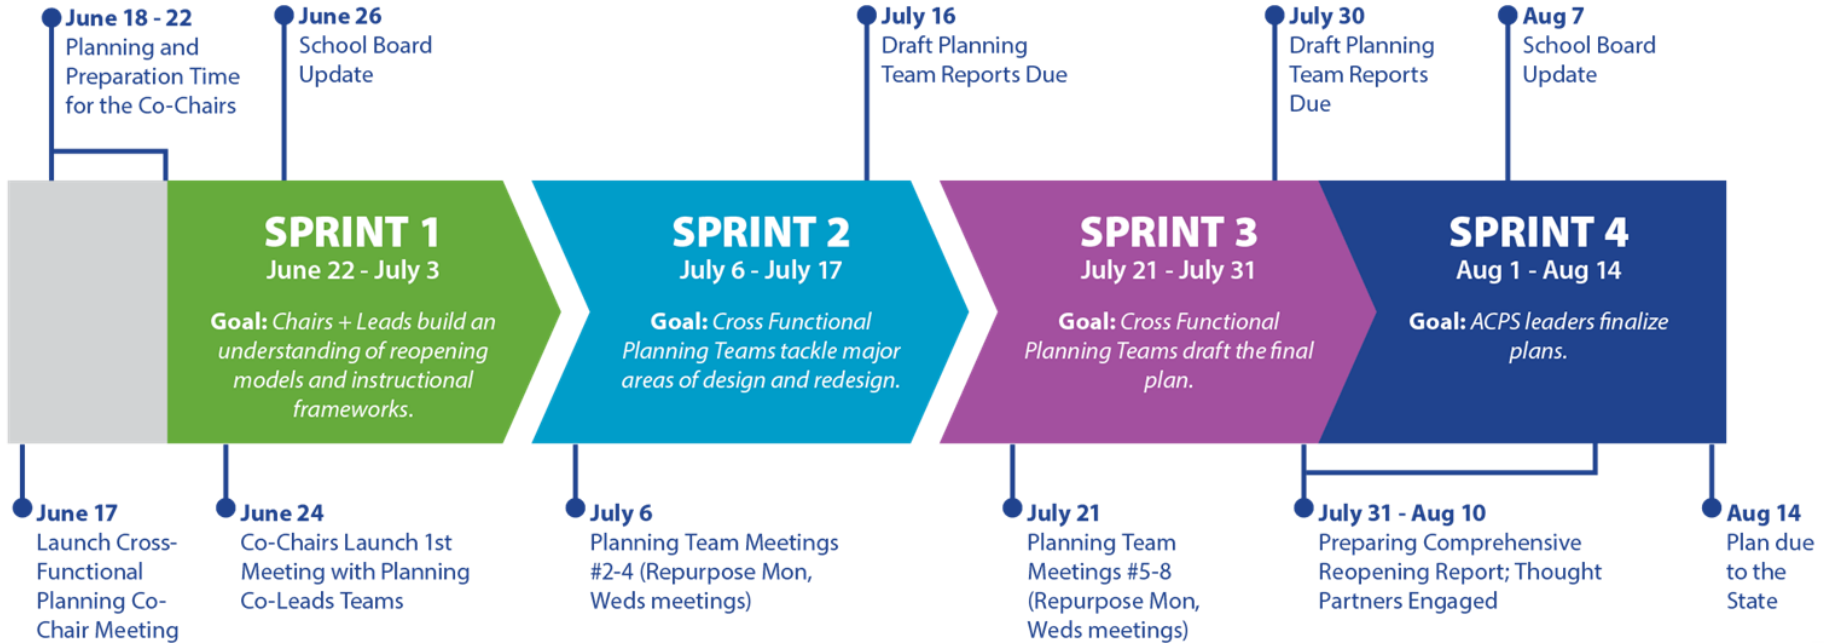 June 18 - 22
Planning and
Preparation Time
for the Co-Chairs
June 26
School Board
Update
July 16
Draft Planning
Team Reports Due
July 30
Draft Planning
Team Reports
Due
Aug 7
School Board
Update
SPRINT 1
June 22 - July 3
Goal: Chairs + Leads build an
understanding of reopening
models and instructional
frameworks.
SPRINT 2
July 6 - July 17
Goal: Cross Functional
Planning Teams tackle major
areas of design and redesign.
SPRINT 3
July 21 - July 31
Goal: Cross Functional
Planning Teams draft the final
plan.
SPRINT 4
Aug 1 - Aug 14
Goal: ACPS leaders finalize
plans.
June 17
Launch Cross-
Functional
Planning Co-
Chair Meeting
June 24
Co-Chairs Launch 1st
Meeting with Planning
Co-Leads Teams
July 6
Planning Team Meetings
#2-4 (Repurpose Mon,
Weds meetings)
July 21
Planning Team
Meetings #5-8
(Repurpose Mon,
Weds meetings)
July 31 - Aug 10
Preparing Comprehensive
Reopening Report; Thought
Partners Engaged
Aug 14
Plan due
to the
State